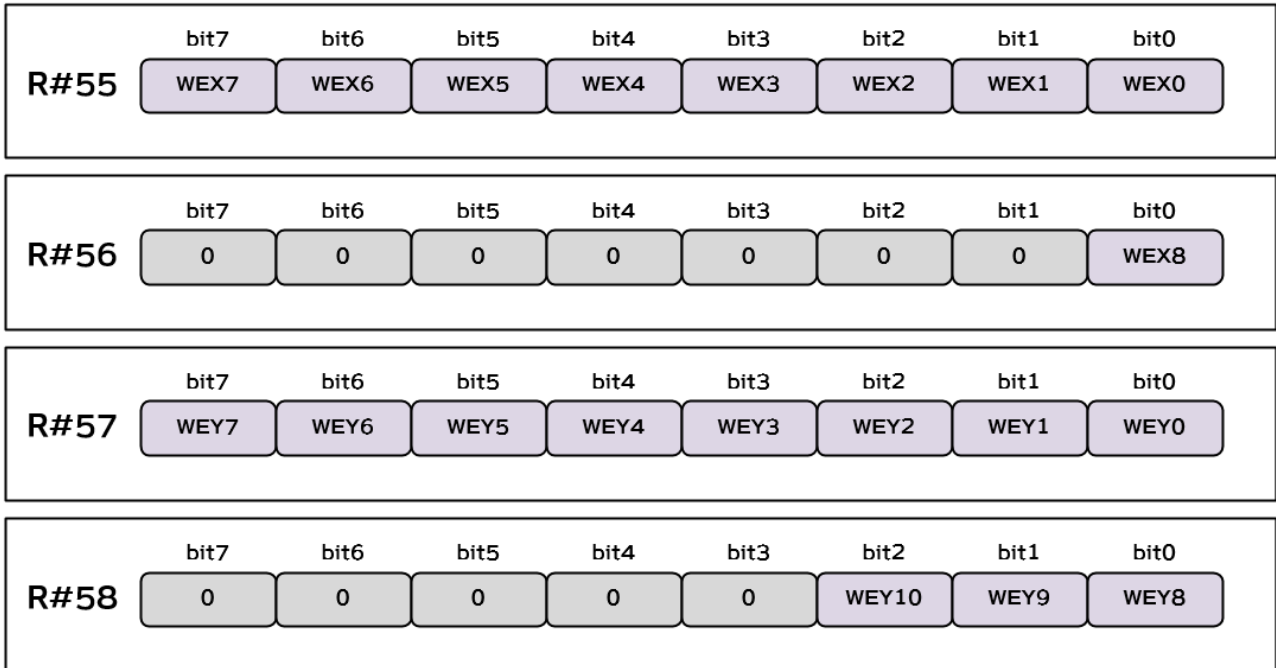 bit7 bit6 bit5 bit4 bit3 bit2 bit1 bit0
R#55 WEX7 WEX6 WEX5 WEX4 WEX3 WEX2 WEX1 WEX0
bit7 bit6 bit5 bit4 bit3 bit2 bit1 bit0
R#56 0 0 0 0 0 0 0 WEX8
bit7 bit6 bit5 bit4 bit3 bit2 bit1 bit0
R#57 WEY7 WEY6 WEY5 WEY4 WEY3 WEY2 WEY1 WEY0
bit7 bit6 bit5 bit4 bit3 bit2 bit1 bit0
R#58 0 0 0 0 0 WEY10 WEY9 WEY8